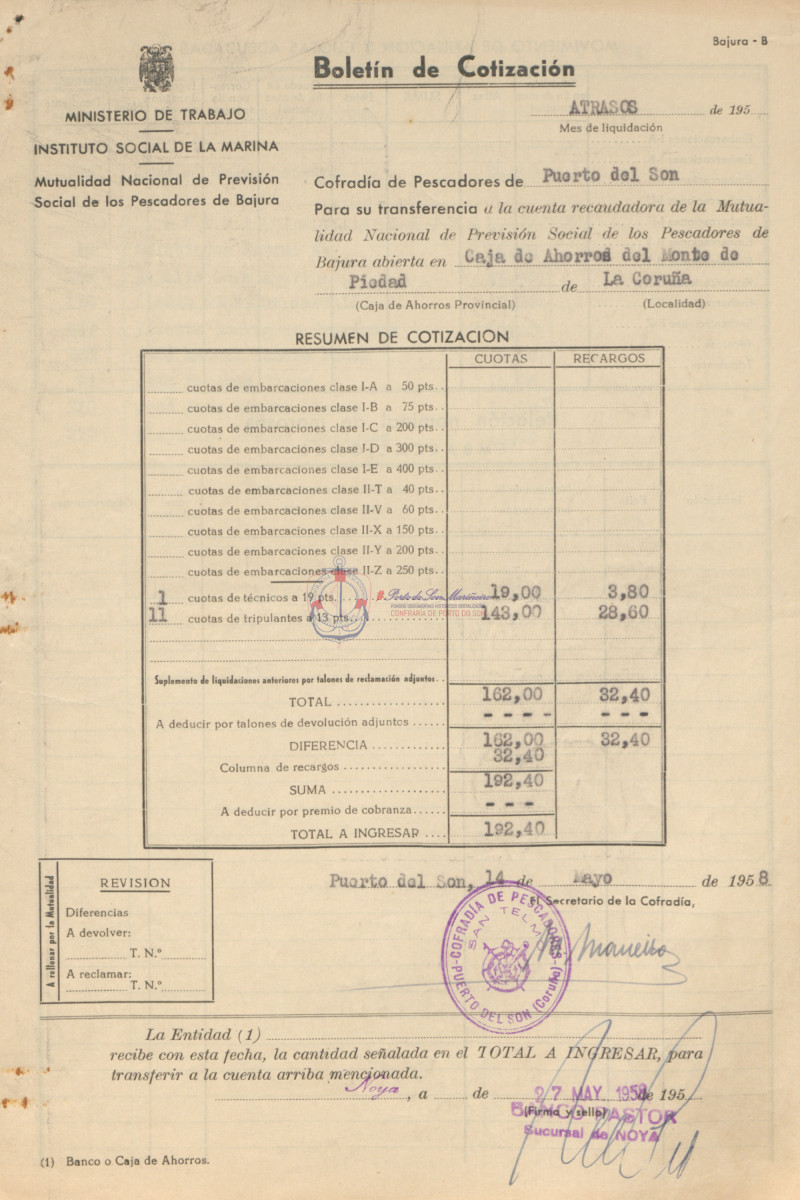 Bajura - B
Boletín de Cotización
MINISTERIO DE TRABAJO
ATRASOS de 195
Mes de liquidación
INSTITUTO SOCIAL DE LA MARINA
Mutualidad Nacional de Previsión
Social de los Pescadores de Bajura
Cofradía de Pescadores de Puerto del Son
Para su transferencia a la cuenta recaudadora de la Mutua-
lidad Nacional de Previsión Social de los Pescadores de
Bajura abierta en Caja de Ahorros del Monte de
Piedad de La Coruña
(Caja de Ahorros Provincial) (Localidad)
RESUMEN DE COTIZACION
CUOTAS RECARGOS
cuotas de embarcaciones clase I-A a 50 pts.
cuotas de embarcaciones clase I-B a 75 pts.
cuotas de embarcaciones clase I-C a 200 pts.
cuotas de embarcaciones clase I-D a 300 pts.
cuotas de embarcaciones clase I-E a 400 pts.
cuotas de embarcaciones clase II-T a 40 pts.
cuotas de embarcaciones clase II-V a 60 pts.
cuotas de embarcaciones clase II-X a 150 pts.
cuotas de embarcaciones clase II-Y a 200 pts.
cuotas de embarcaciones clase II-Z a 250 pts.
1 cuotas de técnicos a 19 pts. 19,00 3,80
11 cuotas de tripulantes a 13 pts. 143,00 28,60
Porto do Son Mariñeiro
CONFRARÍA DE PORTO DO SON
Suplemento de liquidaciones anteriores por talones de reclamación adjuntos
TOTAL 162,00 32,40
A deducir por talones de devolución adjuntos - - - - - - -
DIFERENCIA 162,00 32,40
Columna de recargos 32,40
SUMA 192,40
A deducir por premio de cobranza - - -
TOTAL A INGRESAR 192,40
A rellenar por la Mutualidad
REVISION
Diferencias
A devolver:
T. N.º
A reclamar:
T. N.º
Puerto del Son, 14 de Mayo de 1958
El Secretario de la Cofradía,
COFRADÍA DE PESCADORES
SAN TELMO
PUERTO DEL SON (Coruña)
La Entidad (1)
recibe con esta fecha, la cantidad señalada en el TOTAL A INGRESAR, para
transferir a la cuenta arriba mencionada.
Noya, a de 27 MAY. 1958 de 195
(Firma y sello)
BANCO PASTOR
Sucursal de NOYA
(1) Banco o Caja de Ahorros.